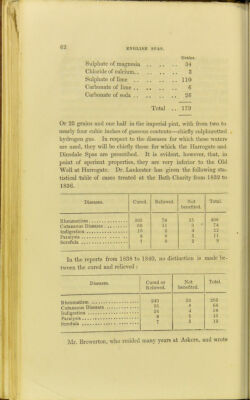 62 ENGLISH SPAS.
Grains
Sulphate of magnesia .. .. .. 34
Chloride of calcium .. .. ..
Sulphate of lime .. .. .. 110
Carbonate of lime .. .. .. 6
Carbonate of soda .. .. .. 26
Total .. 179
Or 22 grains and one half in the imperial pint, with from two to
nearly four cubic inches of gaseous contents—chiefly sulphuretted
hydrogen gas. In respect to the diseases for which these waters
are used, they will be chiefly those for which the Harrogate and
Dinsdale Spas are prescribed. It is evident, however, that, in
point of aperient properties, they are very inferior to the Old
Well at Harrogate. Dr. Lankester has given the following sta-
tistical table of cases treated at the Bath Charity from 1832 to
1836.
Diseases. Cured. Relieved. Not benefited. Total.
Rheumatism
Cutaneous Diseases
Indigestion
Paralysis
Scrofula
In the reports from 1838 to 1840, no distinction is made be-
tween the cured and relieved:
Diseases. Cured or Relieved. Not benefited. Total.
Rheumatism
Cutaneous Diseases
Indigestion
Paralysis
Scrofula
Mr. Brewerton, who resided many years at Askern, and wrote